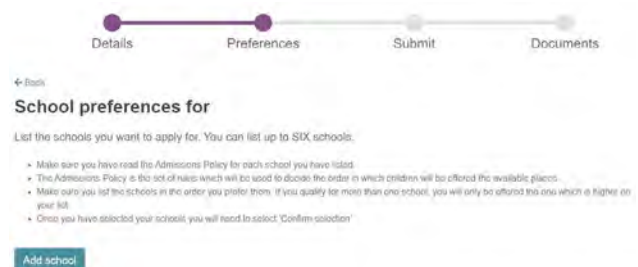 Details Preferences Submit Documents
← Back
School preferences for
List the schools you want to apply for. You can list up to SIX schools.
Make sure you have read the Admissions Policy for each school you have listed.
The Admissions Policy is the set of rules which will be used to decide the order in which children will be offered the available places.
Make sure you list the schools in the order you prefer them. If you qualify for more than one school, you will only be offered the one which is higher on
your list.
Once you have selected your schools you will need to select 'Confirm selection'
Add school